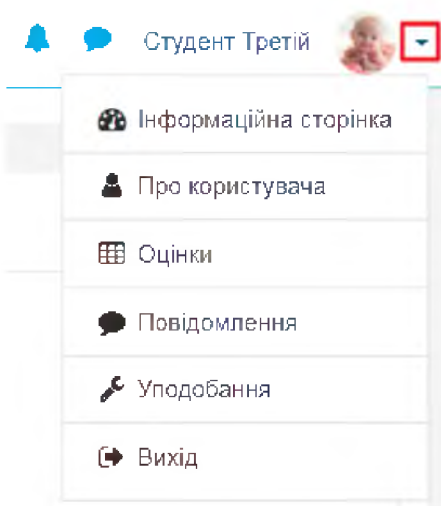 Студент Третій
Інформаційна сторінка
Про користувача
Оцінки
Повідомлення
Уподобання
Вихід